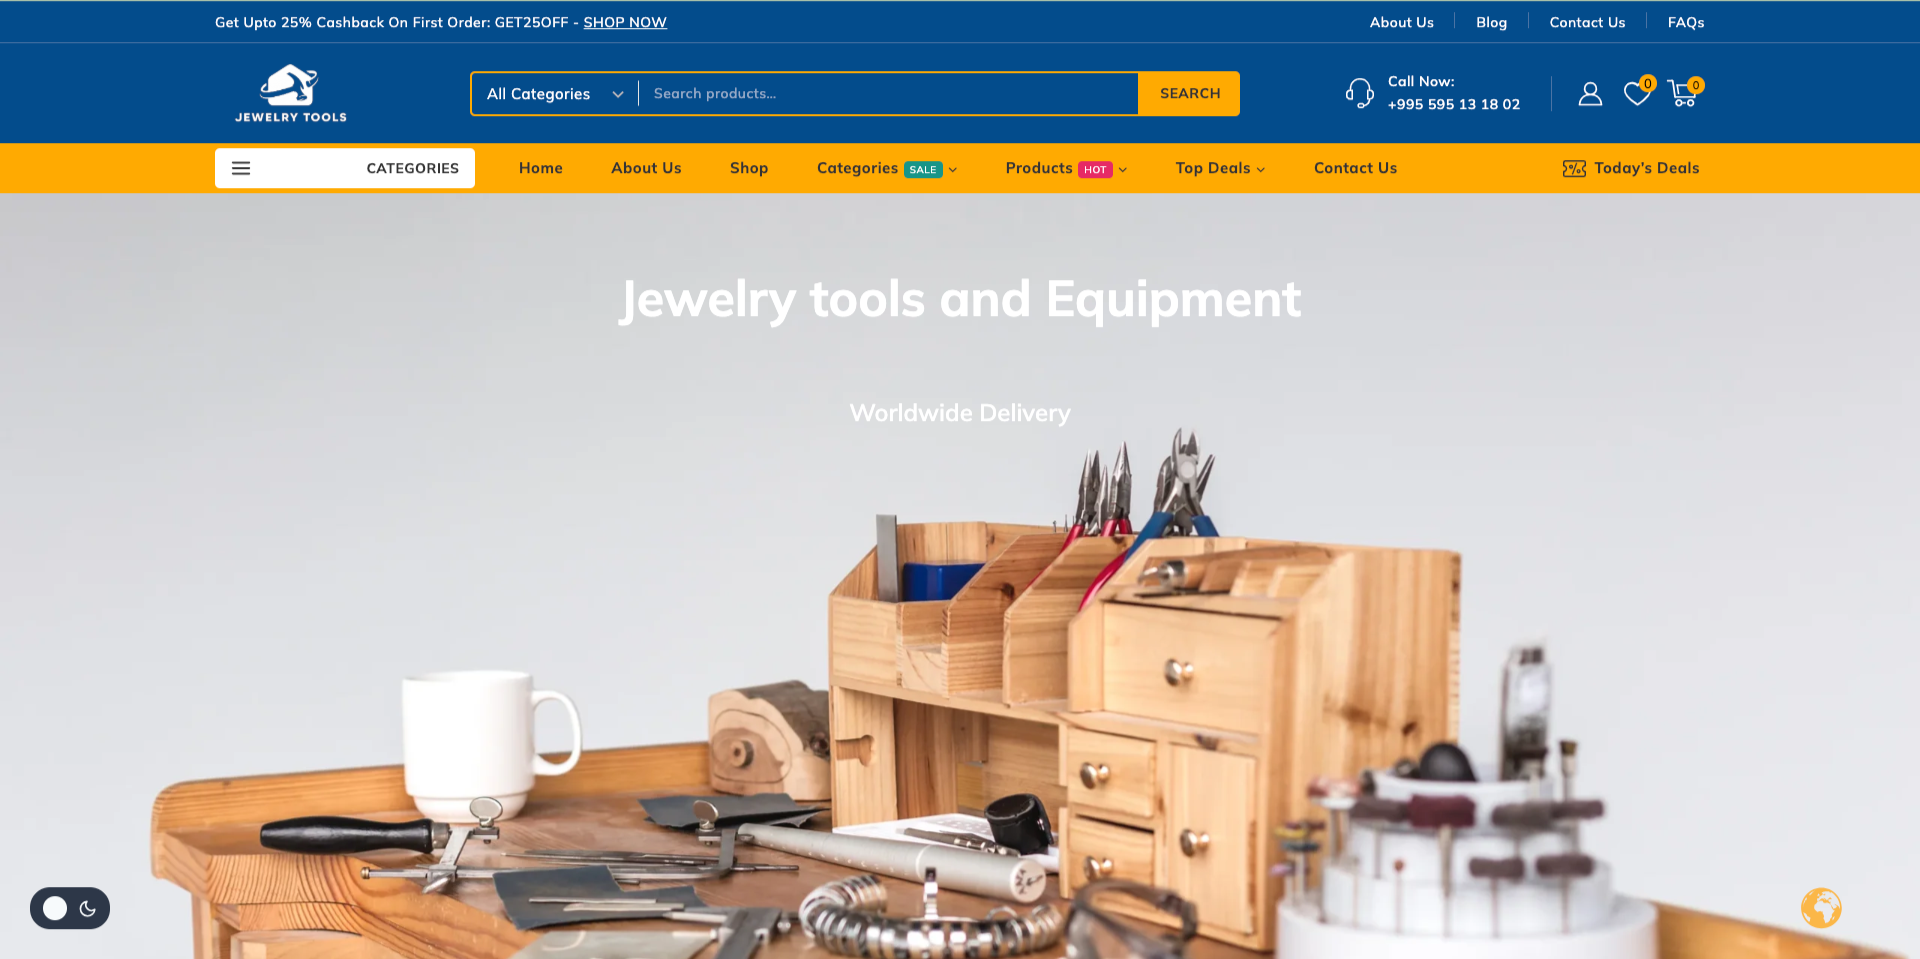 Get Upto 25% Cashback On First Order: GET25OFF - SHOP NOW
About Us
Blog
Contact Us
FAQs
JEWELRY TOOLS
All Categories
Search products...
SEARCH
Call Now:
+995 595 13 18 02
0
0
CATEGORIES
Home
About Us
Shop
Categories SALE
Products HOT
Top Deals
Contact Us
Today's Deals
Jewelry tools and Equipment
Worldwide Delivery